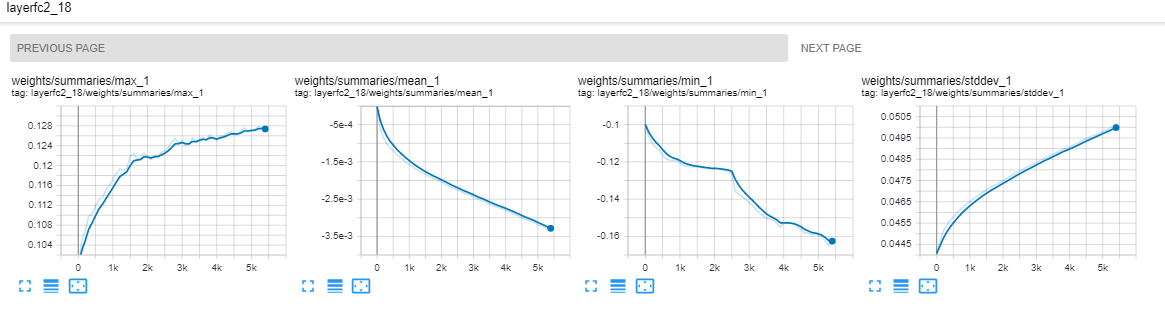 layerfc2_18
PREVIOUS PAGE NEXT PAGE
weights/summaries/max_1
tag: layerfc2_18/weights/summaries/max_1
0.128
0.124
0.12
0.116
0.112
0.108
0.104
0 1k 2k 3k 4k 5k
weights/summaries/mean_1
tag: layerfc2_18/weights/summaries/mean_1
-5e-4
-1.5e-3
-2.5e-3
-3.5e-3
0 1k 2k 3k 4k 5k
weights/summaries/min_1
tag: layerfc2_18/weights/summaries/min_1
-0.1
-0.12
-0.14
-0.16
0 1k 2k 3k 4k 5k
weights/summaries/stddev_1
tag: layerfc2_18/weights/summaries/stddev_1
0.0505
0.0495
0.0485
0.0475
0.0465
0.0455
0.0445
0 1k 2k 3k 4k 5k